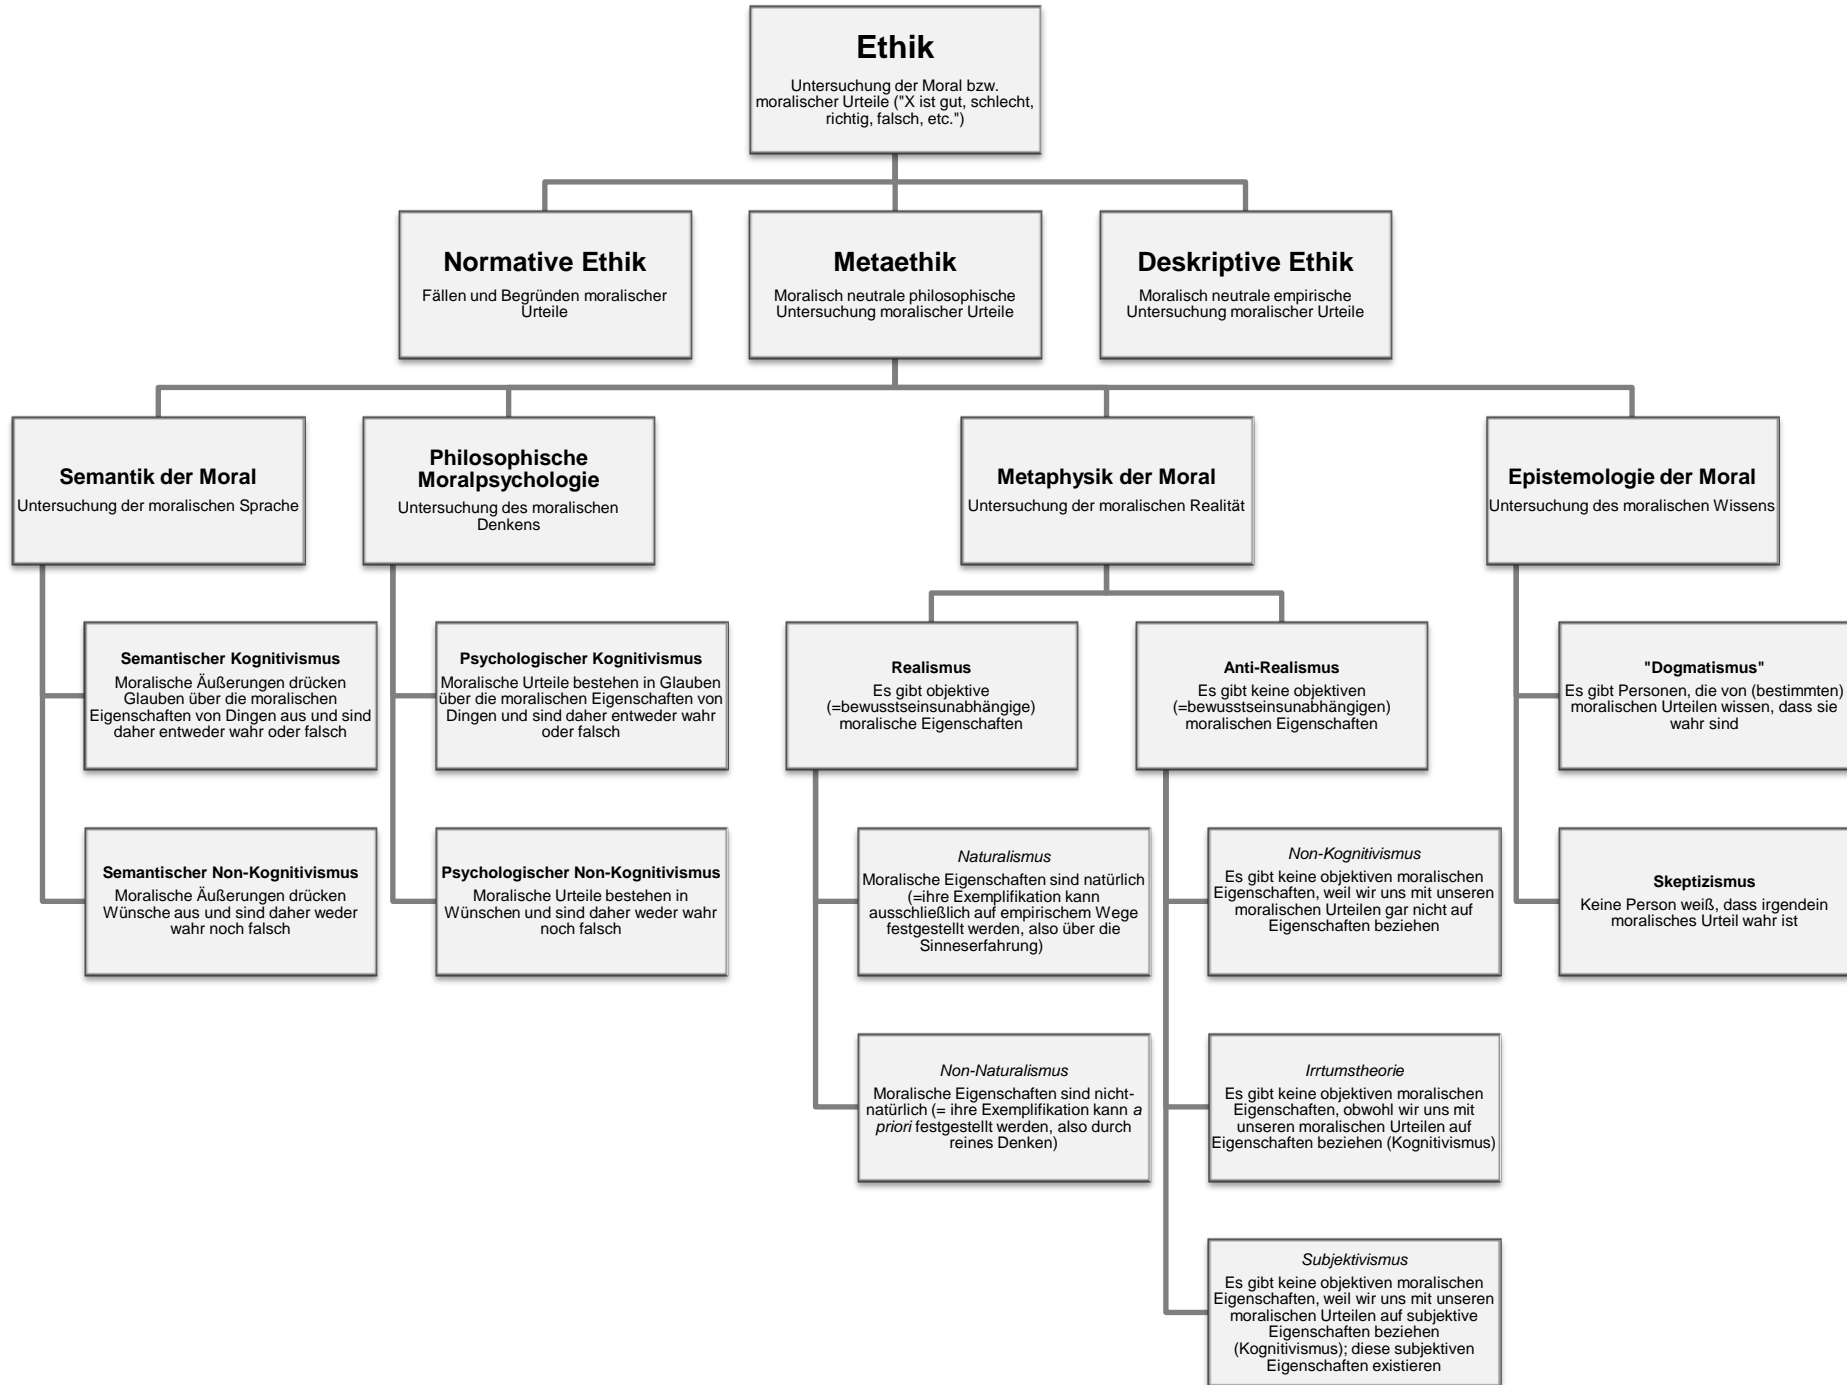 Ethik
Untersuchung der Moral bzw.
moralischer Urteile ("X ist gut, schlecht,
richtig, falsch, etc.")
Normative Ethik
Fällen und Begründen moralischer
Urteile
Metaethik
Moralisch neutrale philosophische
Untersuchung moralischer Urteile
Deskriptive Ethik
Moralisch neutrale empirische
Untersuchung moralischer Urteile
Semantik der Moral
Untersuchung der moralischen Sprache
Philosophische
Moralpsychologie
Untersuchung des moralischen
Denkens
Metaphysik der Moral
Untersuchung der moralischen Realität
Epistemologie der Moral
Untersuchung des moralischen Wissens
Semantischer Kognitivismus
Moralische Äußerungen drücken
Glauben über die moralischen
Eigenschaften von Dingen aus und sind
daher entweder wahr oder falsch
Psychologischer Kognitivismus
Moralische Urteile bestehen in Glauben
über die moralischen Eigenschaften von
Dingen und sind daher entweder wahr
oder falsch
Realismus
Es gibt objektive
(=bewusstseinsunabhängige)
moralische Eigenschaften
Anti-Realismus
Es gibt keine objektiven
(=bewusstseinsunabhängigen)
moralischen Eigenschaften
"Dogmatismus"
Es gibt Personen, die von (bestimmten)
moralischen Urteilen wissen, dass sie
wahr sind
Semantischer Non-Kognitivismus
Moralische Äußerungen drücken
Wünsche aus und sind daher weder
wahr noch falsch
Psychologischer Non-Kognitivismus
Moralische Urteile bestehen in
Wünschen und sind daher weder wahr
noch falsch
Naturalismus
Moralische Eigenschaften sind natürlich
(=ihre Exemplifikation kann
ausschließlich auf empirischem Wege
festgestellt werden, also über die
Sinneserfahrung)
Non-Kognitivismus
Es gibt keine objektiven moralischen
Eigenschaften, weil wir uns mit unseren
moralischen Urteilen gar nicht auf
Eigenschaften beziehen
Skeptizismus
Keine Person weiß, dass irgendein
moralisches Urteil wahr ist
Non-Naturalismus
Moralische Eigenschaften sind nicht-
natürlich (= ihre Exemplifikation kann a
priori festgestellt werden, also durch
reines Denken)
Irrtumstheorie
Es gibt keine objektiven moralischen
Eigenschaften, obwohl wir uns mit
unseren moralischen Urteilen auf
Eigenschaften beziehen (Kognitivismus)
Subjektivismus
Es gibt keine objektiven moralischen
Eigenschaften, weil wir uns mit unseren
moralischen Urteilen auf subjektive
Eigenschaften beziehen
(Kognitivismus); diese subjektiven
Eigenschaften existieren